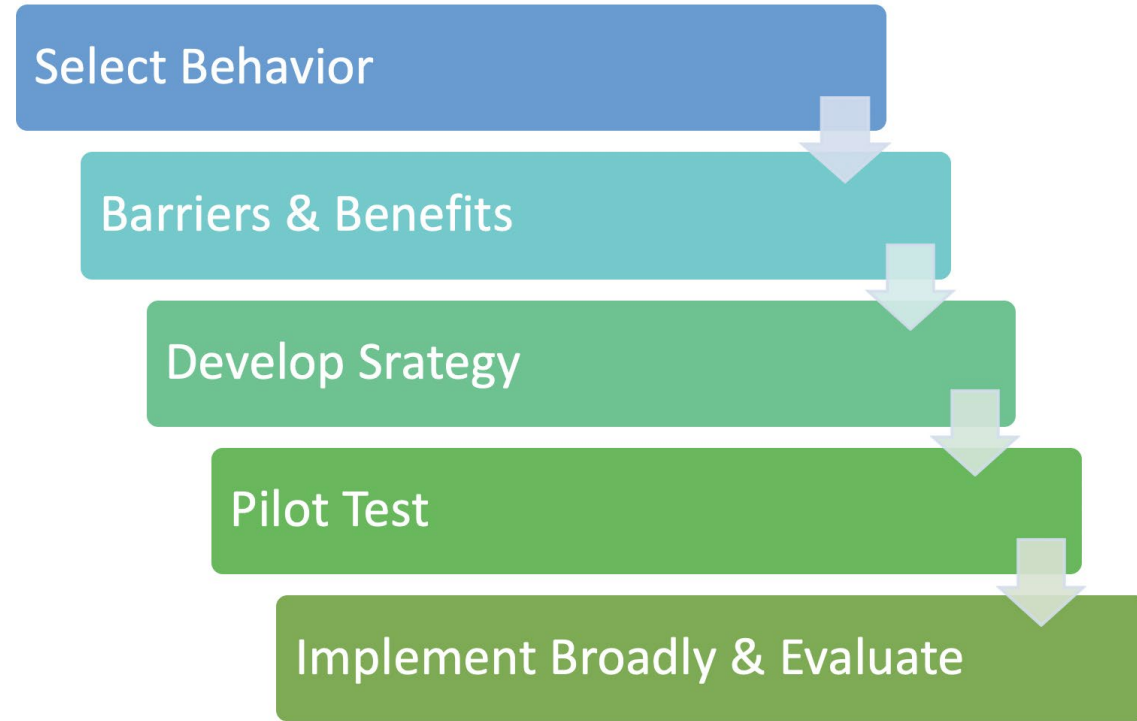 Select Behavior
Barriers & Benefits
Develop Srategy
Pilot Test
Implement Broadly & Evaluate